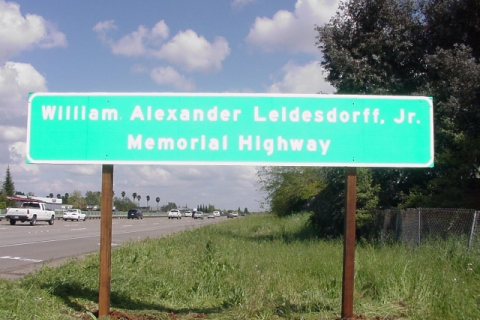 William Alexander Leidesdorff, Jr.
Memorial Highway